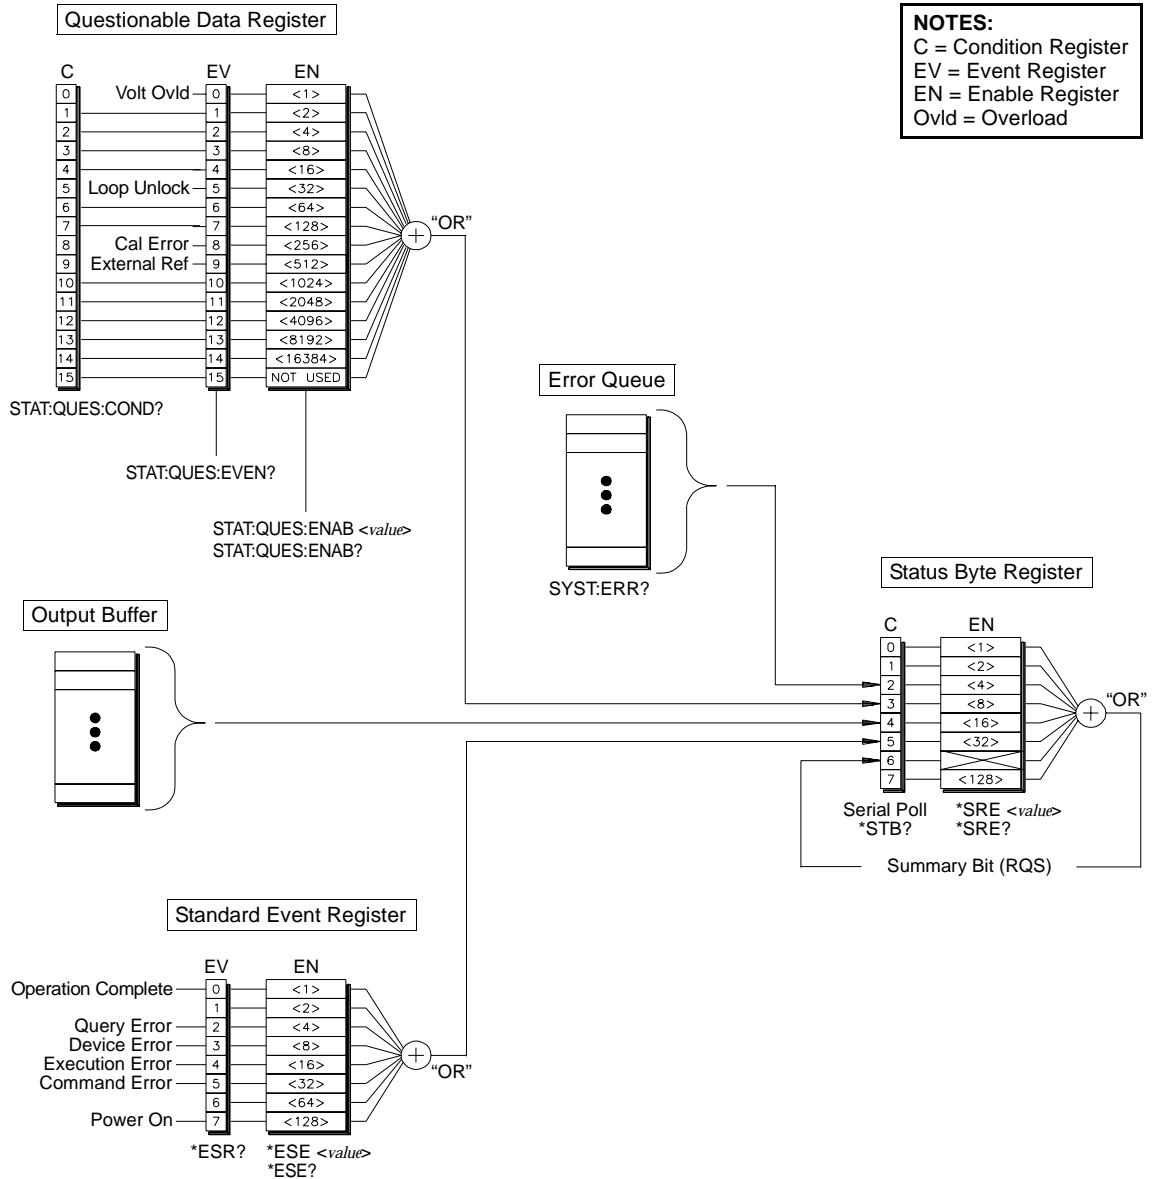 Questionable Data Register
NOTES:
C = Condition Register
EV = Event Register
EN = Enable Register
Ovld = Overload
C EV EN
0 Volt Ovld 0 <1>
1 1 <2>
2 2 <4>
3 3 <8>
4 4 <16>
5 Loop Unlock 5 <32>
6 6 <64>
7 7 <128>
8 Cal Error 8 <256>
9 External Ref 9 <512>
10 10 <1024>
11 11 <2048>
12 12 <4096>
13 13 <8192>
14 14 <16384>
15 15 NOT USED
+ "OR"
STAT:QUES:COND?
STAT:QUES:EVEN?
STAT:QUES:ENAB <value>
STAT:QUES:ENAB?
Error Queue
SYST:ERR?
Output Buffer
Status Byte Register
C EN
0 <1>
1 <2>
2 <4>
3 <8>
4 <16>
5 <32>
6
7 <128>
+ “OR”
Serial Poll
*STB?
*SRE <value>
*SRE?
Summary Bit (RQS)
Standard Event Register
EV EN
Operation Complete 0 <1>
1 <2>
Query Error 2 <4>
Device Error 3 <8>
Execution Error 4 <16>
Command Error 5 <32>
6 <64>
Power On 7 <128>
+ “OR”
*ESR?
*ESE <value>
*ESE?